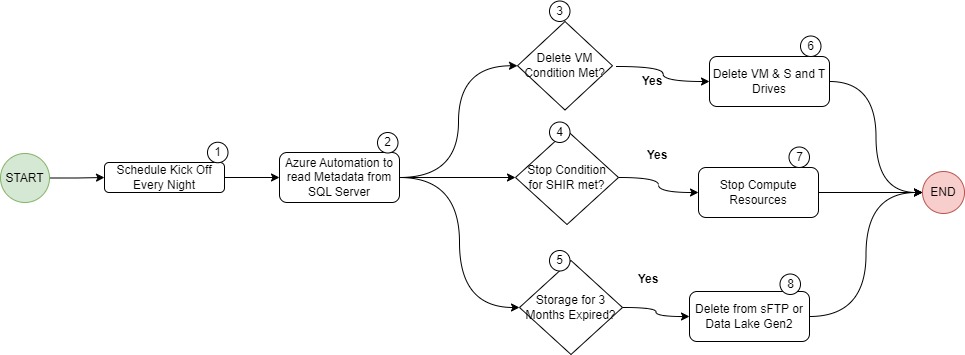 START
1
Schedule Kick Off
Every Night
2
Azure Automation to
read Metadata from
SQL Server
3
Delete VM
Condition Met?
Yes
6
Delete VM & S and T
Drives
4
Stop Condition
for SHIR met?
Yes
7
Stop Compute
Resources
5
Storage for 3
Months Expired?
Yes
8
Delete from sFTP or
Data Lake Gen2
END